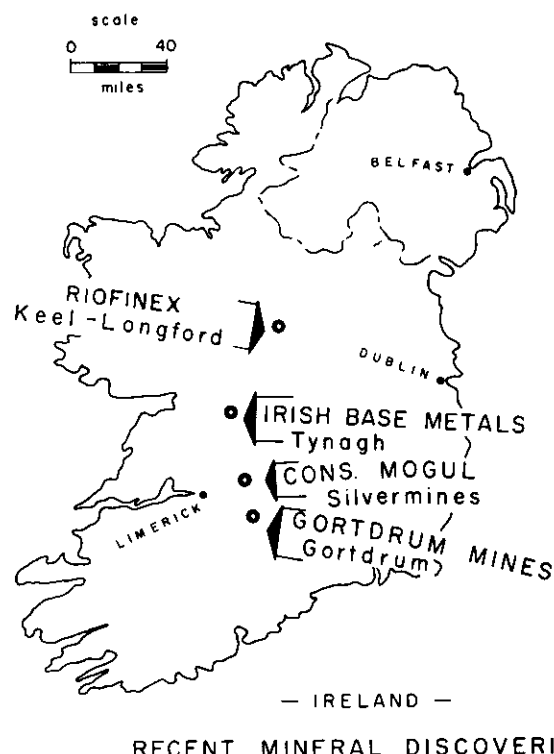 scale
0 40
miles
BELFAST
RIOFINEX
Keel-Longford
DUBLIN
IRISH BASE METALS
Tynagh
CONS. MOGUL
Silvermines
LIMERICK
GORTDRUM MINES
Gortdrum
— IRELAND —
RECENT MINERAL DISCOVERI